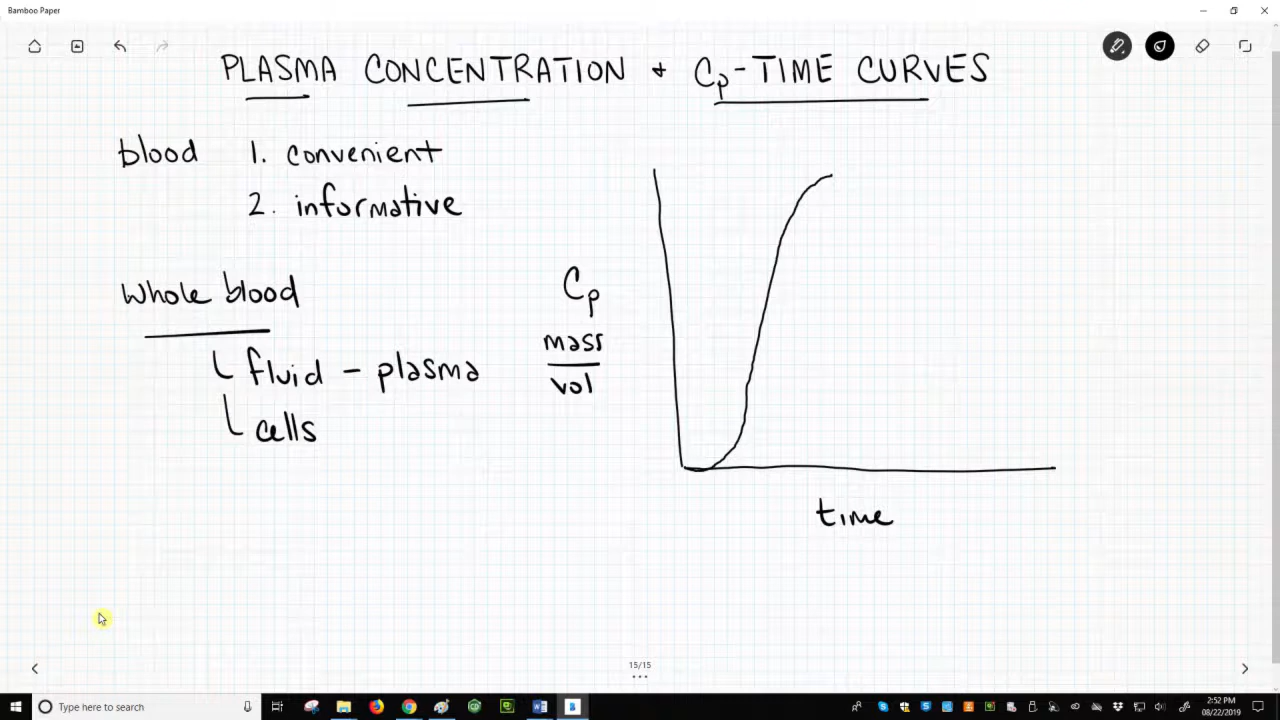 Bamboo Paper
PLASMA CONCENTRATION + Cp-TIME CURVES
blood 1. convenient
2. informative
Whole blood
fluid - plasma
cells
Cp
mass
vol
time
15/15
Type here to search
2:52 PM
08/22/2019